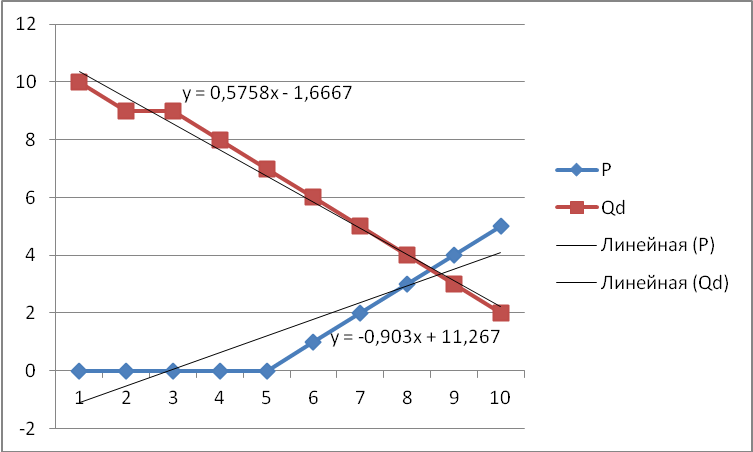 12
10
8
6
4
2
0
-2
1 2 3 4 5 6 7 8 9 10
y = 0,5758x - 1,6667
y = -0,903x + 11,267
P
Qd
Линейная (P)
Линейная (Qd)